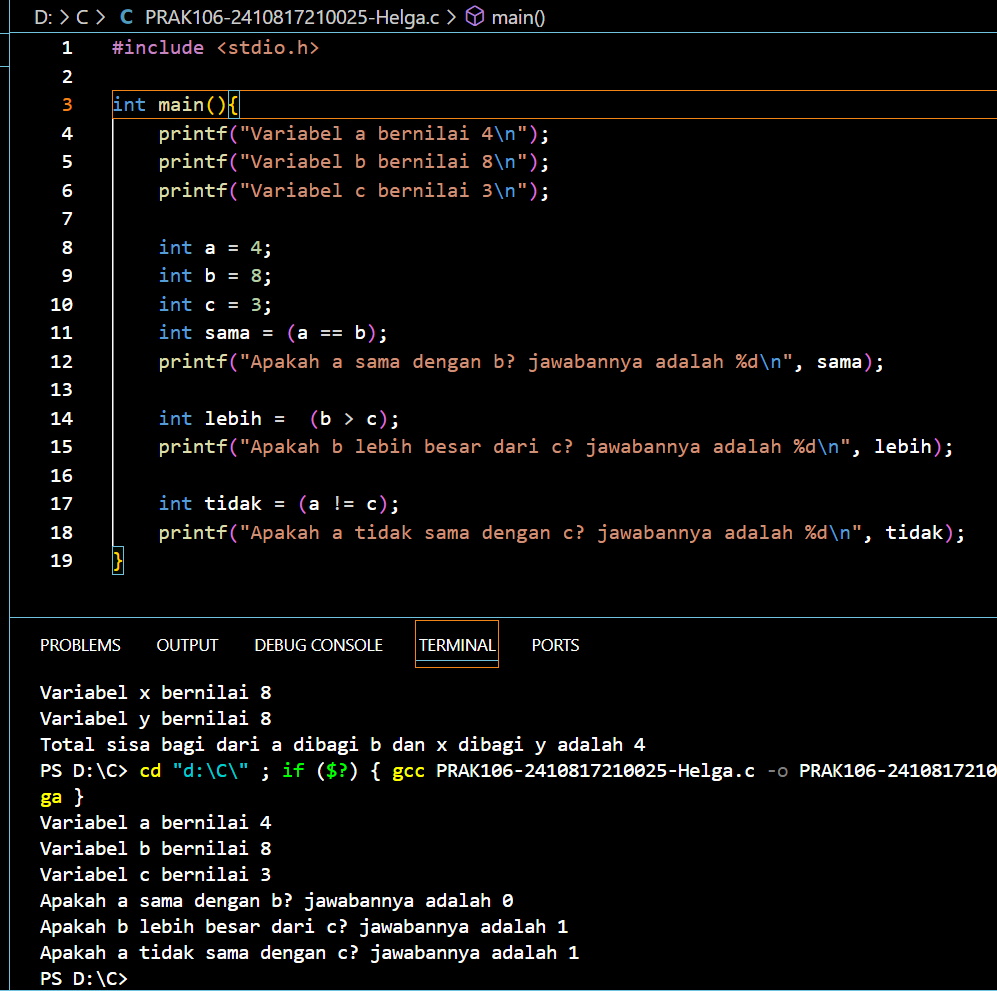 D: > C > C PRAK106-2410817210025-Helga.c > main()
1 #include <stdio.h>
2
3 int main(){
4     printf("Variabel a bernilai 4\n");
5     printf("Variabel b bernilai 8\n");
6     printf("Variabel c bernilai 3\n");
7
8     int a = 4;
9     int b = 8;
10     int c = 3;
11     int sama = (a == b);
12     printf("Apakah a sama dengan b? jawabannya adalah %d\n", sama);
13
14     int lebih =  (b > c);
15     printf("Apakah b lebih besar dari c? jawabannya adalah %d\n", lebih);
16
17     int tidak = (a != c);
18     printf("Apakah a tidak sama dengan c? jawabannya adalah %d\n", tidak);
19 }
PROBLEMS OUTPUT DEBUG CONSOLE TERMINAL PORTS
Variabel x bernilai 8
Variabel y bernilai 8
Total sisa bagi dari a dibagi b dan x dibagi y adalah 4
PS D:\C> cd "d:\C\" ; if ($?) { gcc PRAK106-2410817210025-Helga.c -o PRAK106-2410817210
ga }
Variabel a bernilai 4
Variabel b bernilai 8
Variabel c bernilai 3
Apakah a sama dengan b? jawabannya adalah 0
Apakah b lebih besar dari c? jawabannya adalah 1
Apakah a tidak sama dengan c? jawabannya adalah 1
PS D:\C>